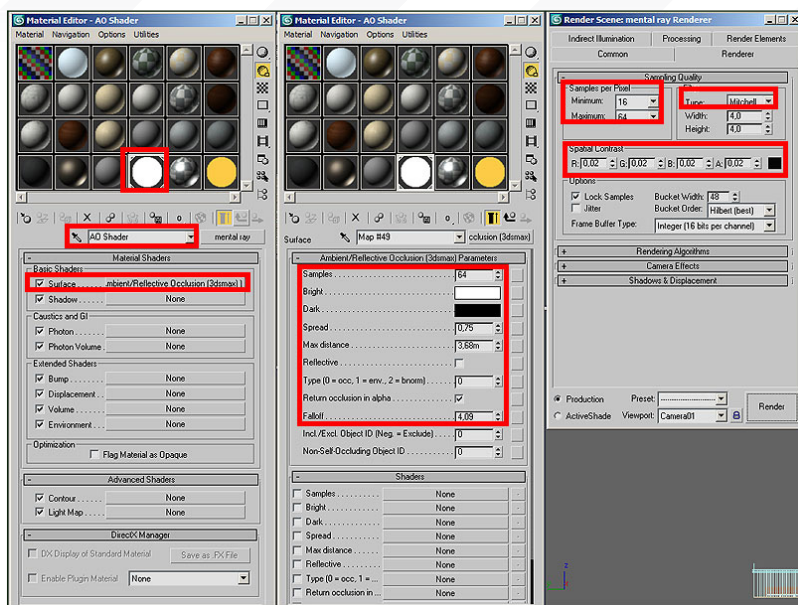 Material Editor - AO Shader
Material Navigation Options Utilities
AO Shader
mental ray
Material Shaders
Basic Shaders
Surface mbient/Reflective Occlusion (3dsmax) )
Shadow None
Caustics and GI
Photon None
Photon Volume None
Extended Shaders
Bump None
Displacement None
Volume None
Environment None
Optimization
Flag Material as Opaque
Advanced Shaders
Contour None
Light Map None
DirectX Manager
DX Display of Standard Material Save as .FX File
Enable Plugin Material None
Material Editor - AO Shader
Material Navigation Options Utilities
Surface Map #49 cclusion (3dsmax)
Ambient/Reflective Occlusion (3dsmax) Parameters
Samples 64
Bright
Dark
Spread 0,75
Max distance 3,68m
Reflective
Type (0 = occ, 1 = env., 2 = bnorm) 0
Return occlusion in alpha
Falloff 4,09
Incl./Excl. Object ID (Neg. = Exclude) 0
Non-Self-Occluding Object ID 0
Shaders
Samples None
Bright None
Dark None
Spread None
Max distance None
Reflective None
Type (0 = occ, 1 = ... None
Return occlusion in ... None
Render Scene: mental ray Renderer
Indirect Illumination Processing Render Elements
Common Renderer
Sampling Quality
Samples per Pixel
Minimum: 16
Maximum: 64
Type: Mitchell
Width: 4,0
Height: 4,0
Spatial Contrast
R: 0,02 G: 0,02 B: 0,02 A: 0,02
Options
Lock Samples Bucket Width: 48
Jitter Bucket Order: Hilbert (best)
Frame Buffer Type: Integer (16 bits per channel)
Rendering Algorithms
Camera Effects
Shadows & Displacement
Production Preset:
ActiveShade Viewport: Camera01
Render
z